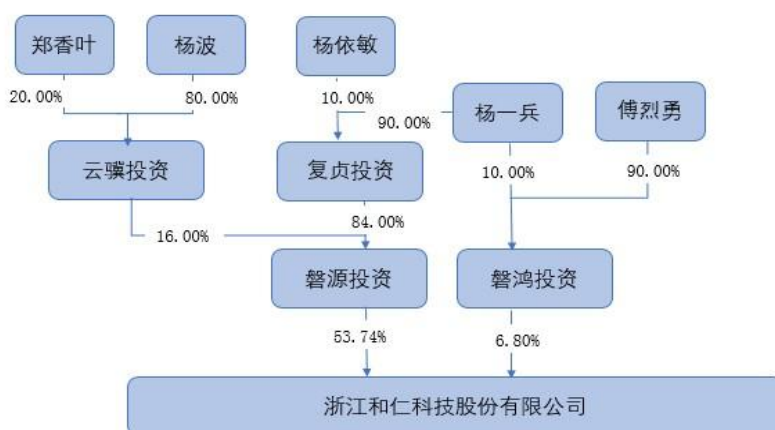 郑香叶
杨波
杨依敏
20.00%
80.00%
10.00%
90.00%
杨一兵
傅烈勇
云骥投资
复贞投资
10.00%
90.00%
16.00%
84.00%
磐源投资
磐鸿投资
53.74%
6.80%
浙江和仁科技股份有限公司